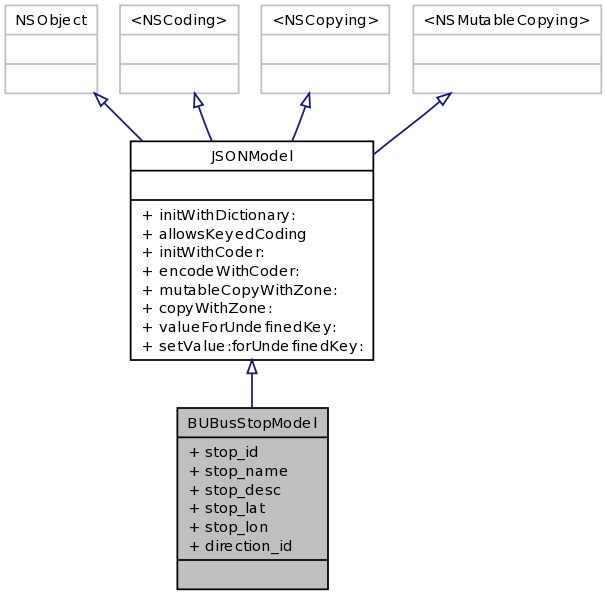 NSObject
<NSCoding>
<NSCopying>
<NSMutableCopying>
JSONModel
+ initWithDictionary:
+ allowsKeyedCoding
+ initWithCoder:
+ encodeWithCoder:
+ mutableCopyWithZone:
+ copyWithZone:
+ valueForUndefinedKey:
+ setValue:forUndefinedKey:
BUBusStopModel
+ stop_id
+ stop_name
+ stop_desc
+ stop_lat
+ stop_lon
+ direction_id